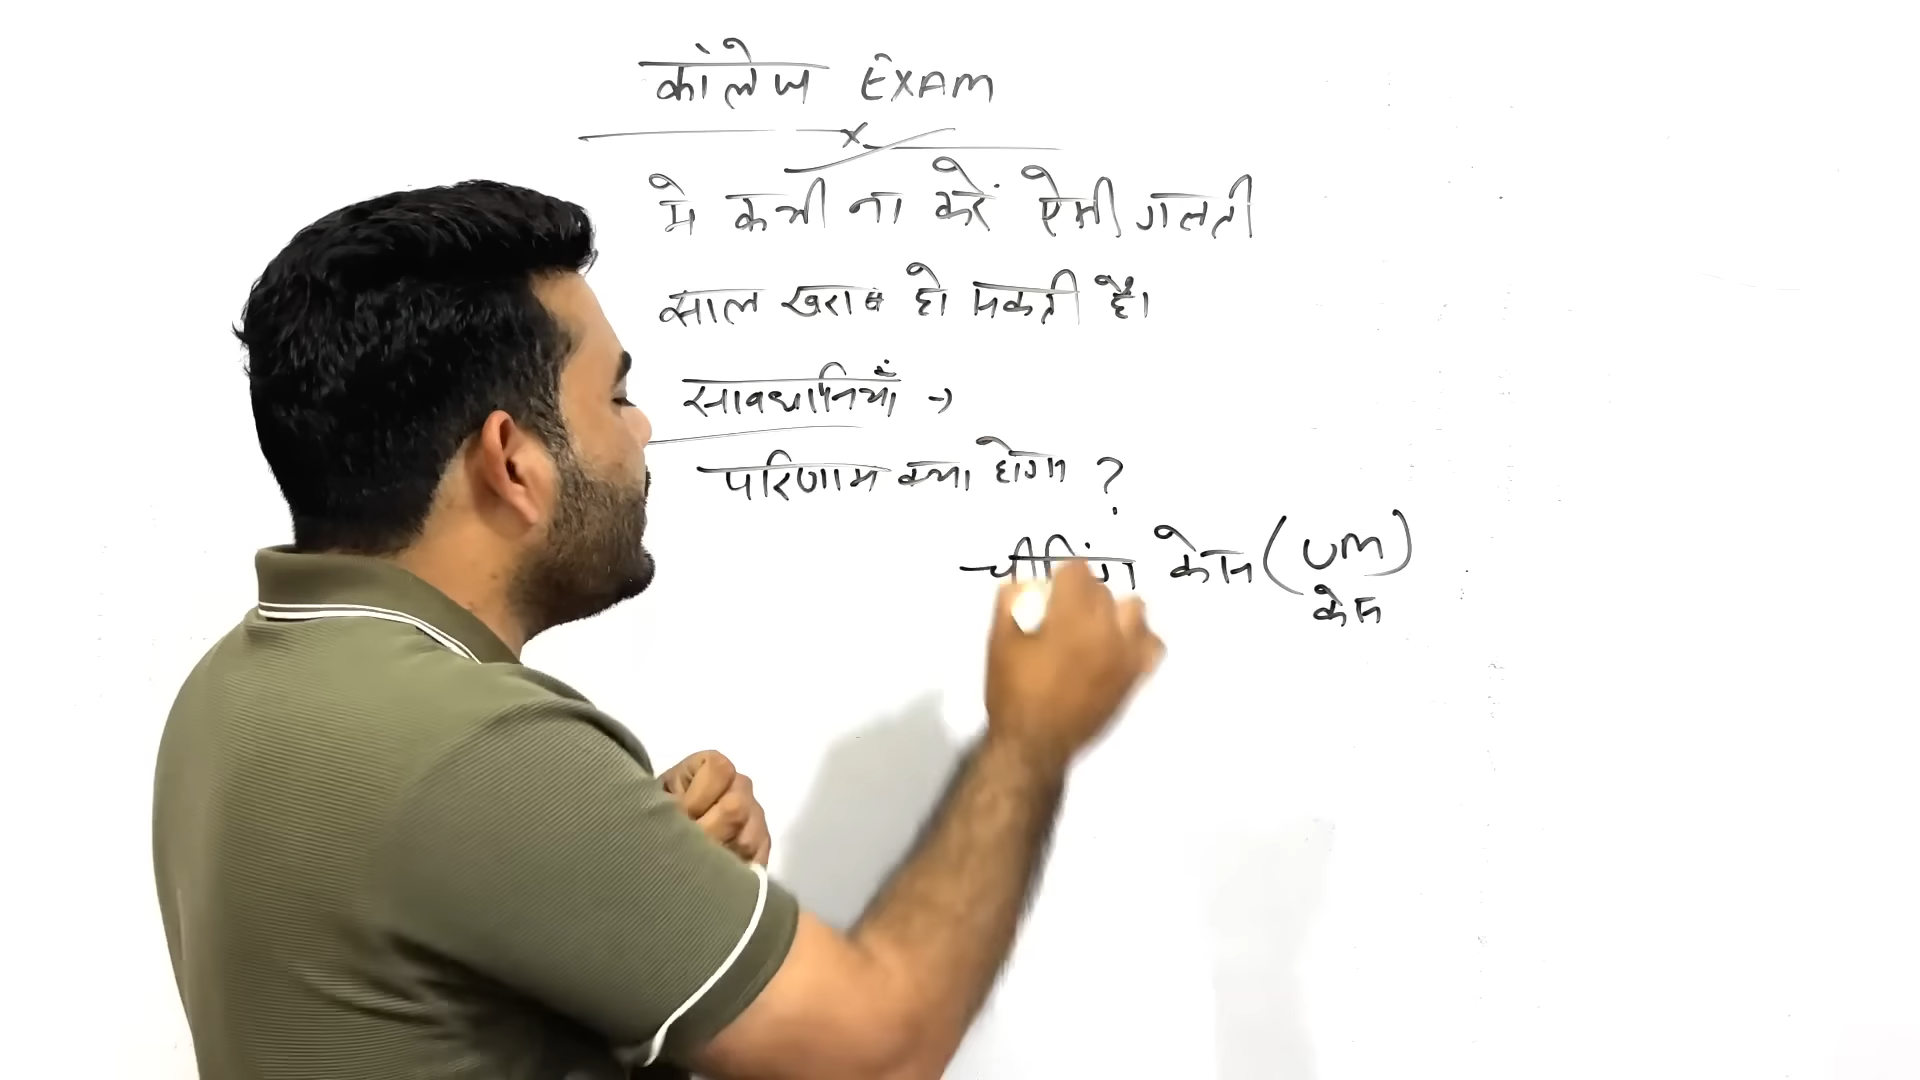 कॉलेज EXAM
में कभी ना करें ऐसी गलती
साल खराब हो सकती है।
सावधानियाँ →
परिणाम क्या होगा ?
चीटिंग केस (UM)
केस